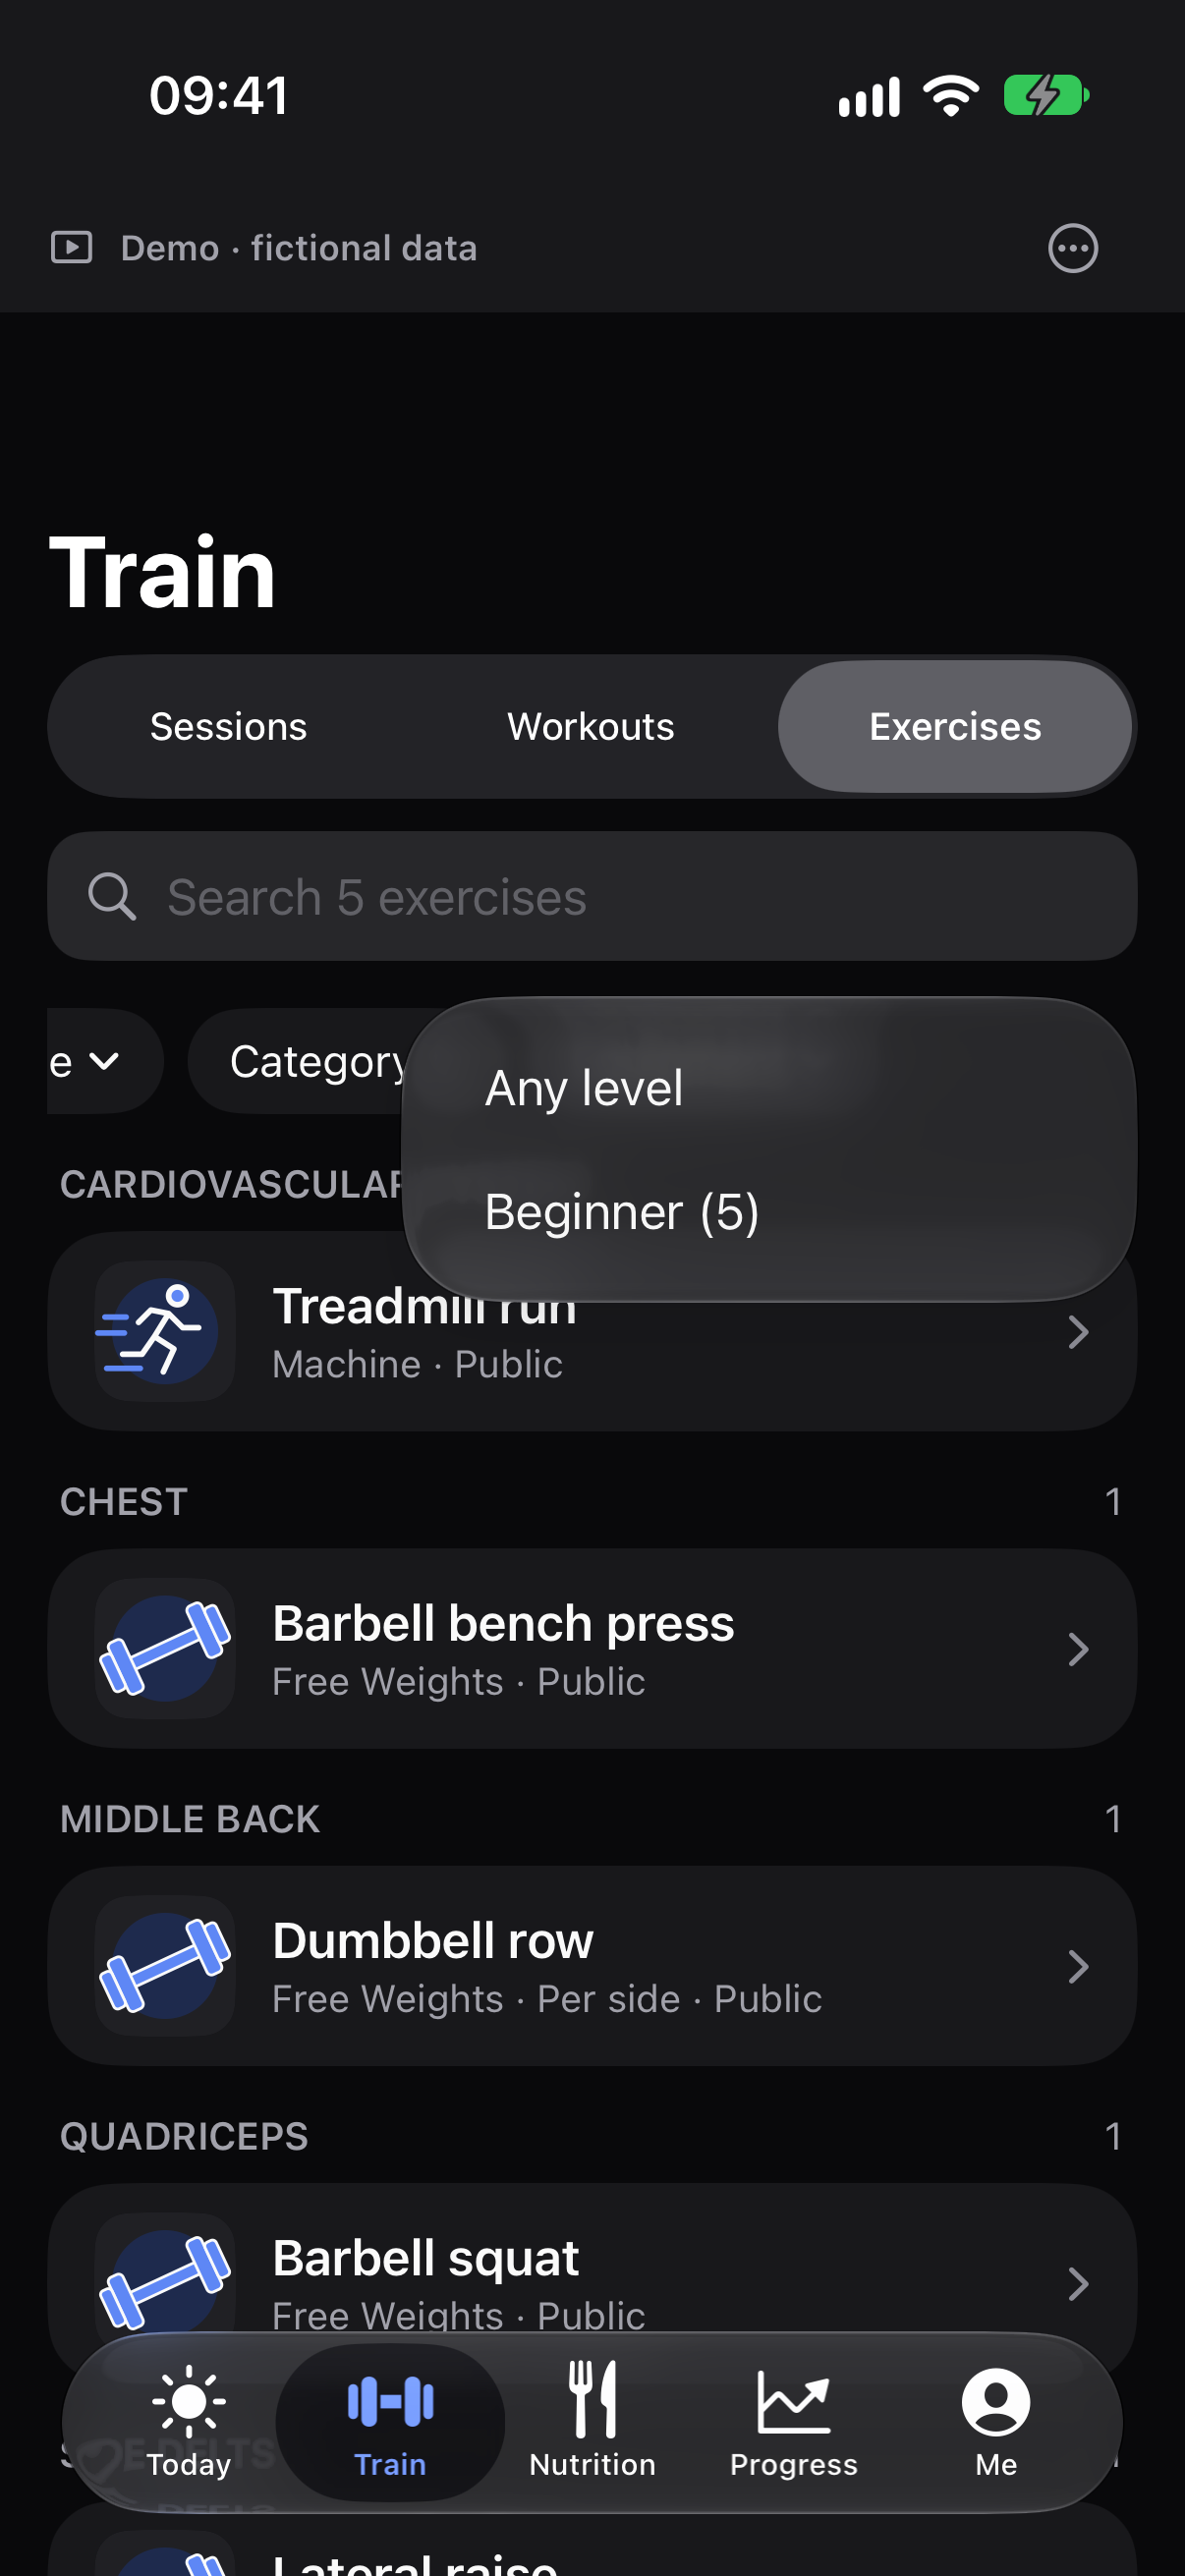 09:41
Demo · fictional data
Train
Sessions
Workouts
Exercises
Search 5 exercises
e
Category
Any level
Beginner (5)
CARDIOVASCULAR
Treadmill run
Machine · Public
CHEST
1
Barbell bench press
Free Weights · Public
MIDDLE BACK
1
Dumbbell row
Free Weights · Per side · Public
QUADRICEPS
1
Barbell squat
Free Weights · Public
Today
Train
Nutrition
Progress
Me
Lateral raise